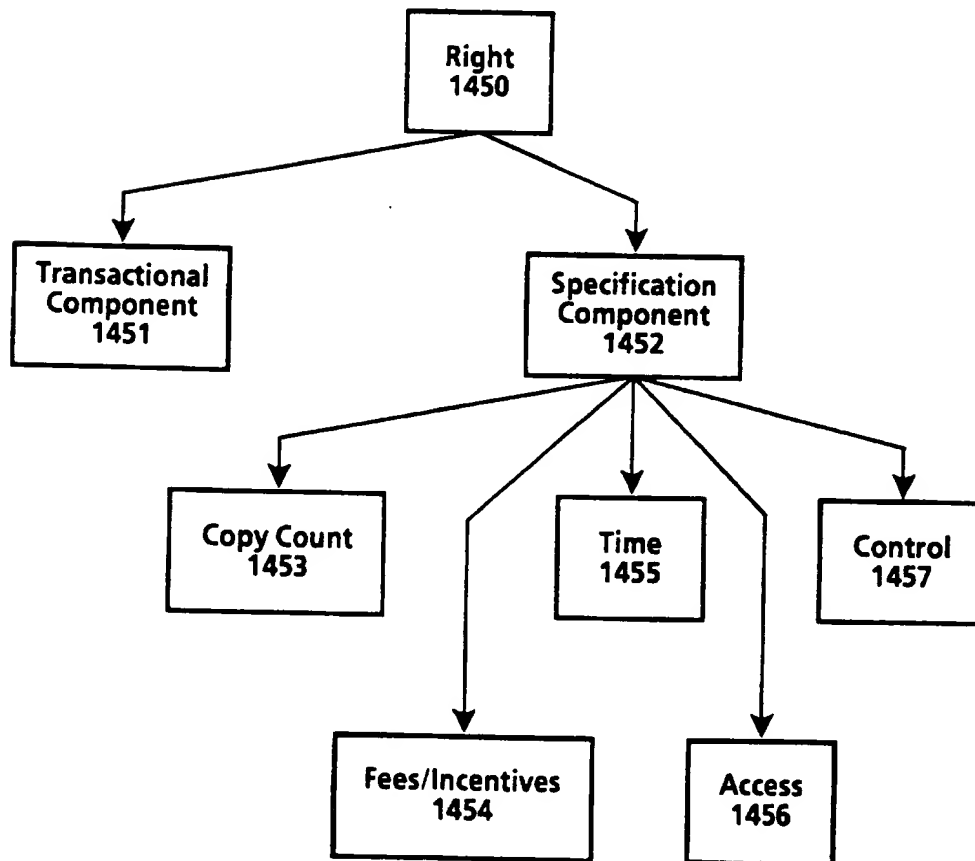 Right
1450
Transactional
Component
1451
Specification
Component
1452
Copy Count
1453
Time
1455
Control
1457
Fees/Incentives
1454
Access
1456